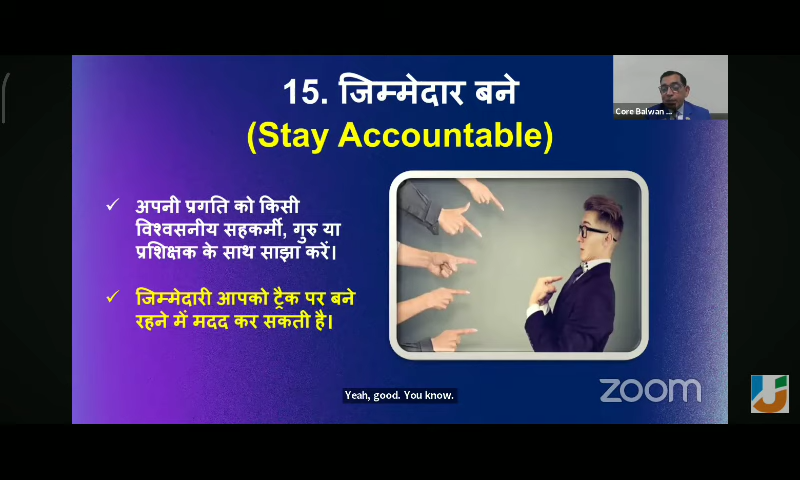 15. जिम्मेदार बने
(Stay Accountable)
Core Balwan ...
अपनी प्रगति को किसी
विश्वसनीय सहकर्मी, गुरु या
प्रशिक्षक के साथ साझा करें।
जिम्मेदारी आपको ट्रैक पर बने
रहने में मदद कर सकती है।
Yeah, good. You know.
zoom